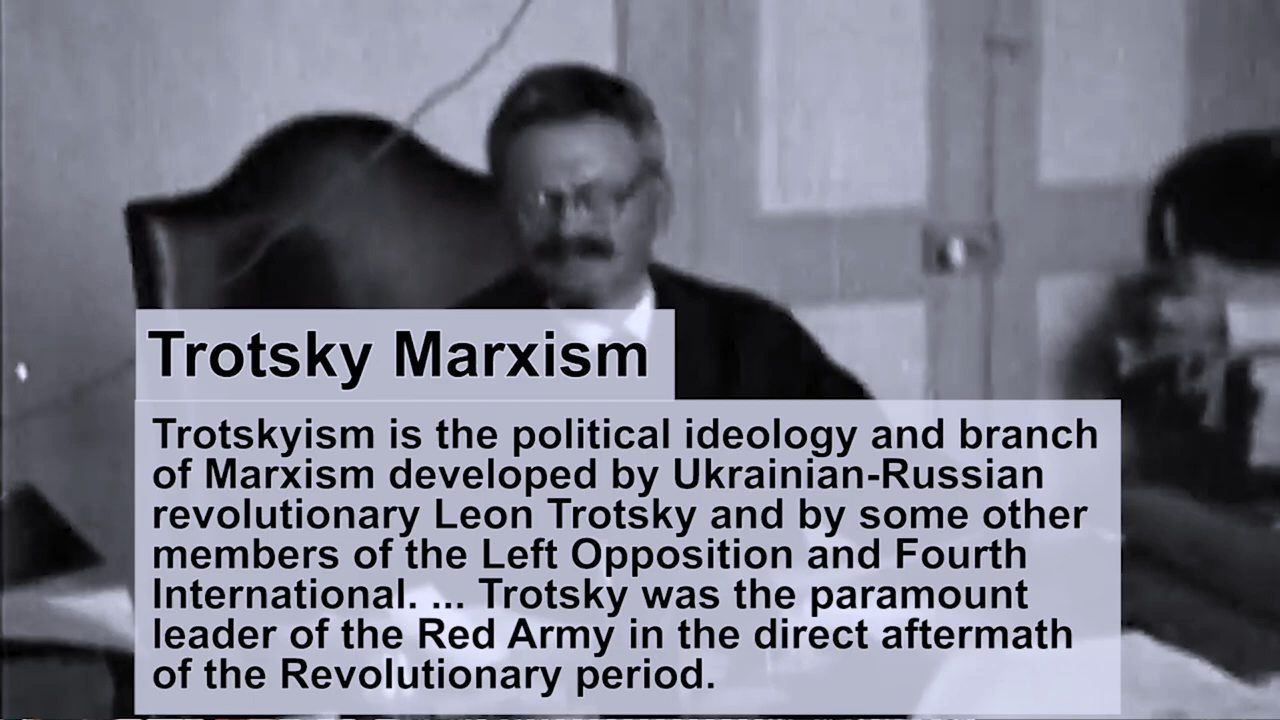 Trotsky Marxism
Trotskyism is the political ideology and branch
of Marxism developed by Ukrainian-Russian
revolutionary Leon Trotsky and by some other
members of the Left Opposition and Fourth
International. ... Trotsky was the paramount
leader of the Red Army in the direct aftermath
of the Revolutionary period.